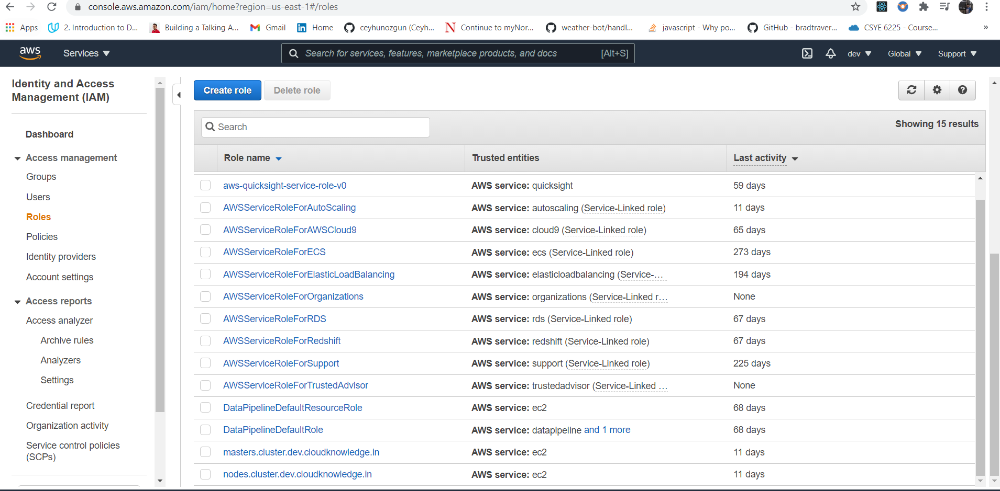 console.aws.amazon.com/iam/home?region=us-east-1#/roles
Apps 2. Introduction to D... Building a Talking A... Gmail Home ceyhunozgun (Ceyh... Continue to myNor... weather-bot/handl... javascript - Why po... GitHub - bradtraver... CSYE 6225 - Course... »
aws Services Search for services, features, marketplace products, and docs [Alt+S] dev Global Support
Identity and Access
Management (IAM)
Dashboard
Access management
Groups
Users
Roles
Policies
Identity providers
Account settings
Access reports
Access analyzer
Archive rules
Analyzers
Settings
Credential report
Organization activity
Service control policies
(SCPs)
Create role Delete role
Search Showing 15 results
Role name Trusted entities Last activity
aws-quicksight-service-role-v0 AWS service: quicksight 59 days
AWSServiceRoleForAutoScaling AWS service: autoscaling (Service-Linked role) 11 days
AWSServiceRoleForAWSCloud9 AWS service: cloud9 (Service-Linked role) 65 days
AWSServiceRoleForECS AWS service: ecs (Service-Linked role) 273 days
AWSServiceRoleForElasticLoadBalancing AWS service: elasticloadbalancing (Service-... 194 days
AWSServiceRoleForOrganizations AWS service: organizations (Service-Linked r... None
AWSServiceRoleForRDS AWS service: rds (Service-Linked role) 67 days
AWSServiceRoleForRedshift AWS service: redshift (Service-Linked role) 67 days
AWSServiceRoleForSupport AWS service: support (Service-Linked role) 225 days
AWSServiceRoleForTrustedAdvisor AWS service: trustedadvisor (Service-Linked ... None
DataPipelineDefaultResourceRole AWS service: ec2 68 days
DataPipelineDefaultRole AWS service: datapipeline and 1 more 68 days
masters.cluster.dev.cloudknowledge.in AWS service: ec2 11 days
nodes.cluster.dev.cloudknowledge.in AWS service: ec2 11 days